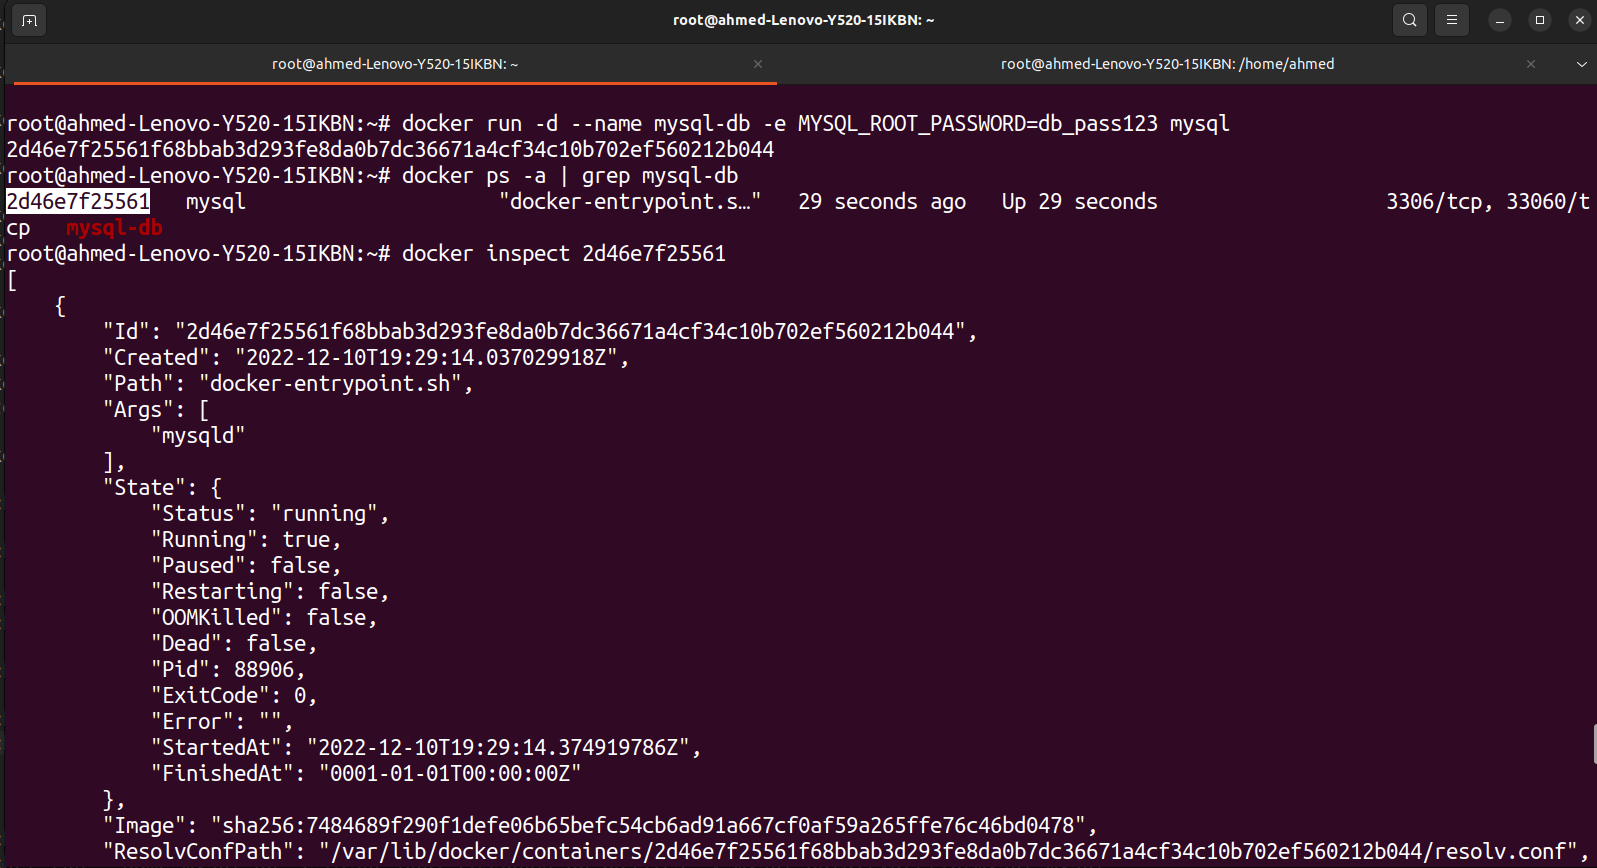 root@ahmed-Lenovo-Y520-15IKBN: ~
root@ahmed-Lenovo-Y520-15IKBN: ~
root@ahmed-Lenovo-Y520-15IKBN: /home/ahmed
root@ahmed-Lenovo-Y520-15IKBN:~# docker run -d --name mysql-db -e MYSQL_ROOT_PASSWORD=db_pass123 mysql
2d46e7f25561f68bbab3d293fe8da0b7dc36671a4cf34c10b702ef560212b044
root@ahmed-Lenovo-Y520-15IKBN:~# docker ps -a | grep mysql-db
2d46e7f25561   mysql                     "docker-entrypoint.s…"   29 seconds ago   Up 29 seconds                   3306/tcp, 33060/t
cp   mysql-db
root@ahmed-Lenovo-Y520-15IKBN:~# docker inspect 2d46e7f25561
[
    {
        "Id": "2d46e7f25561f68bbab3d293fe8da0b7dc36671a4cf34c10b702ef560212b044",
        "Created": "2022-12-10T19:29:14.037029918Z",
        "Path": "docker-entrypoint.sh",
        "Args": [
            "mysqld"
        ],
        "State": {
            "Status": "running",
            "Running": true,
            "Paused": false,
            "Restarting": false,
            "OOMKilled": false,
            "Dead": false,
            "Pid": 88906,
            "ExitCode": 0,
            "Error": "",
            "StartedAt": "2022-12-10T19:29:14.374919786Z",
            "FinishedAt": "0001-01-01T00:00:00Z"
        },
        "Image": "sha256:7484689f290f1defe06b65befc54cb6ad91a667cf0af59a265ffe76c46bd0478",
        "ResolvConfPath": "/var/lib/docker/containers/2d46e7f25561f68bbab3d293fe8da0b7dc36671a4cf34c10b702ef560212b044/resolv.conf",